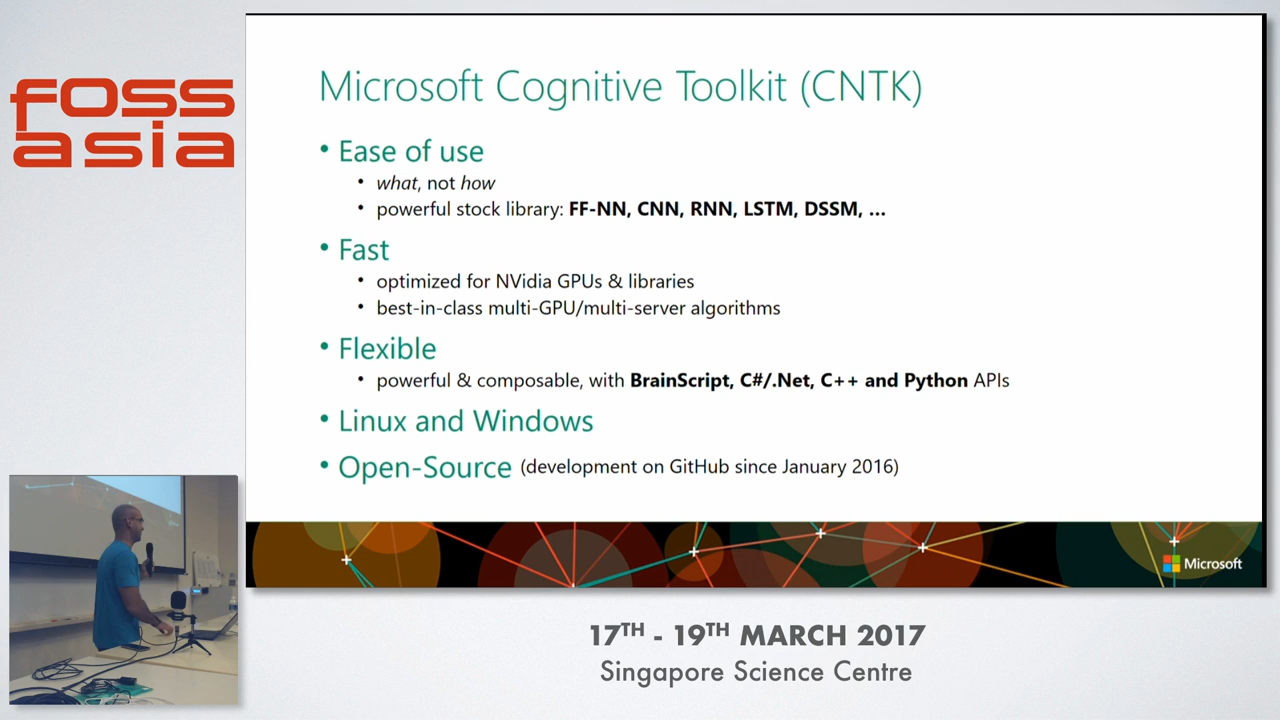 foss
asia
Microsoft Cognitive Toolkit (CNTK)
• Ease of use
• what, not how
• powerful stock library: FF-NN, CNN, RNN, LSTM, DSSM, ...
• Fast
• optimized for NVidia GPUs & libraries
• best-in-class multi-GPU/multi-server algorithms
• Flexible
• powerful & composable, with BrainScript, C#/.Net, C++ and Python APIs
• Linux and Windows
• Open-Source (development on GitHub since January 2016)
Microsoft
17TH - 19TH MARCH 2017
Singapore Science Centre